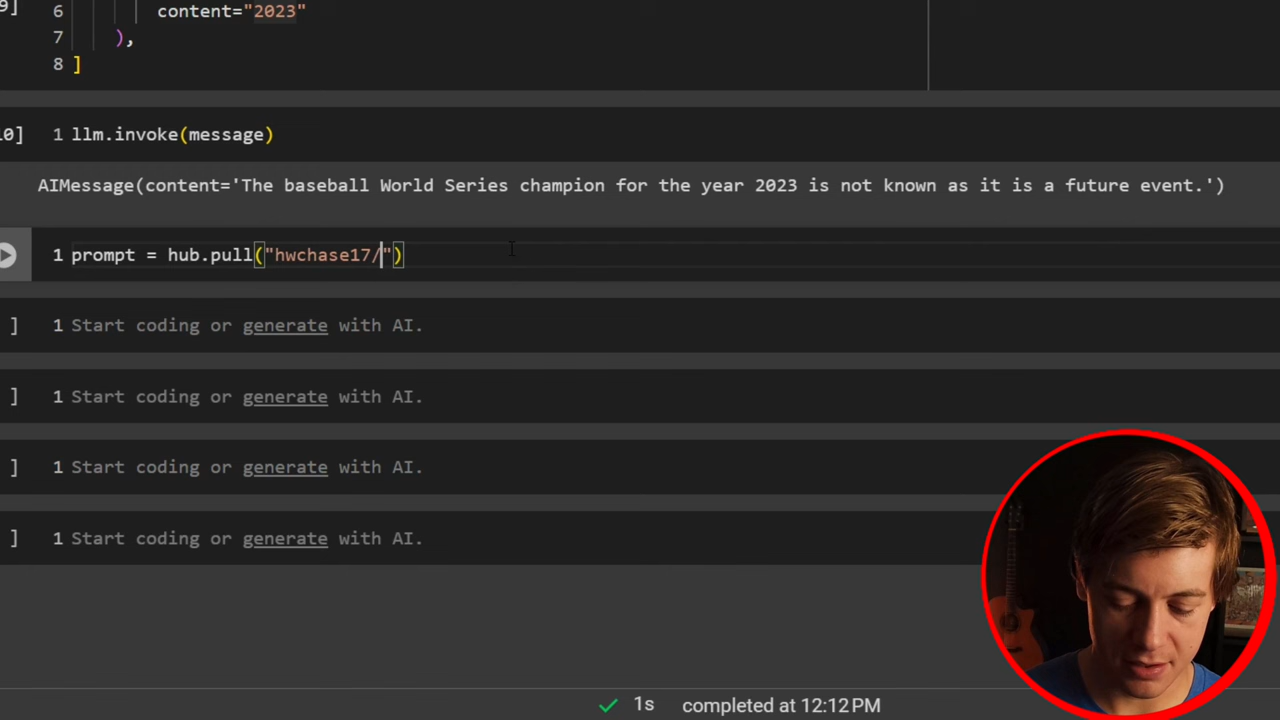 9]
6 content="2023"
7 ),
8 ]
10] 1 llm.invoke(message)
AIMessage(content='The baseball World Series champion for the year 2023 is not known as it is a future event.')
1 prompt = hub.pull("hwchase17/")
] 1 Start coding or generate with AI.
] 1 Start coding or generate with AI.
] 1 Start coding or generate with AI.
] 1 Start coding or generate with AI.
1s completed at 12:12 PM